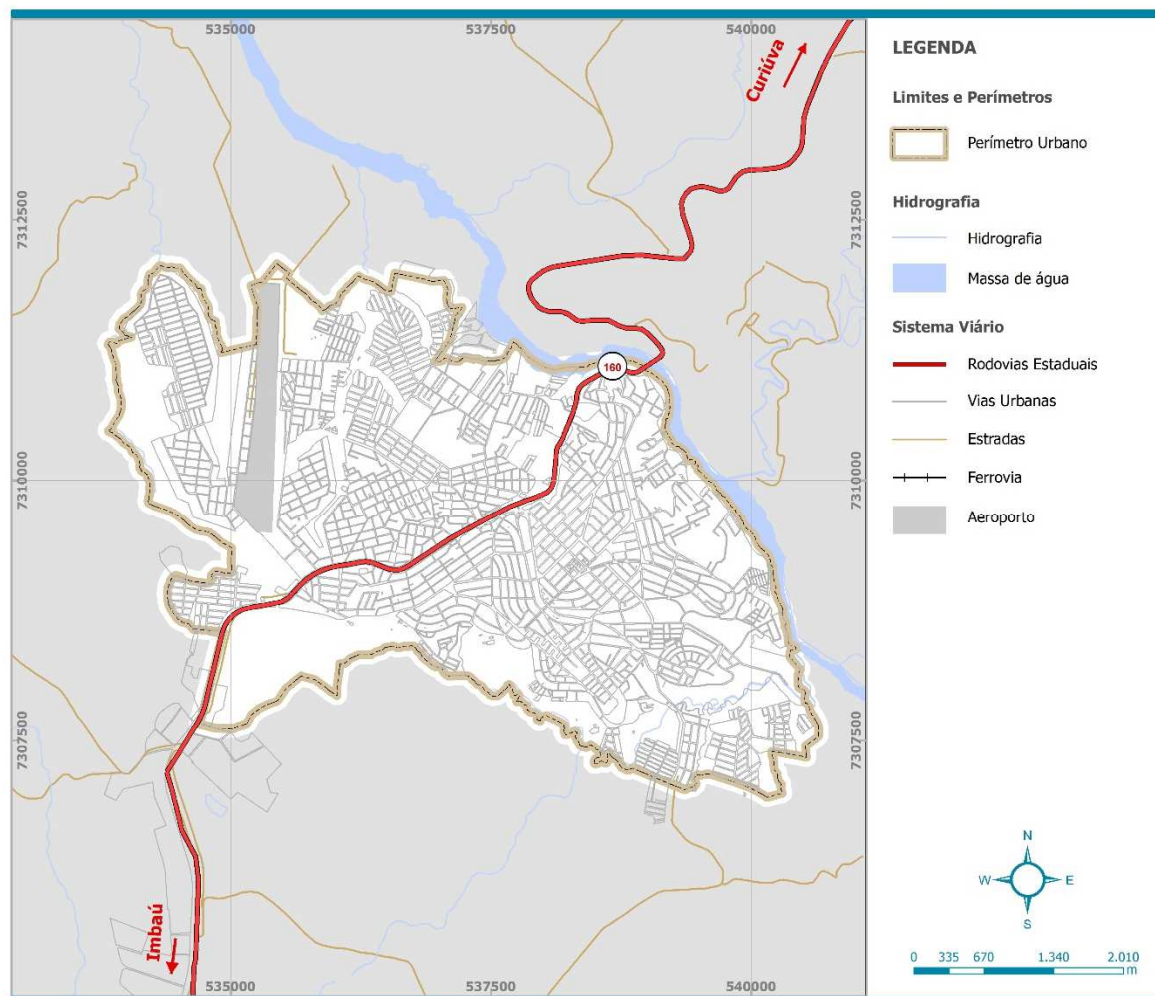 535000
537500
540000
Curiúva
7312500
7312500
160
7310000
7310000
7307500
7307500
Imbaú
535000
537500
540000
LEGENDA
Limites e Perímetros
Perímetro Urbano
Hidrografia
Hidrografia
Massa de água
Sistema Viário
Rodovias Estaduais
Vias Urbanas
Estradas
Ferrovia
Aeroporto
N
W E
S
0 335 670 1.340 2.010
m